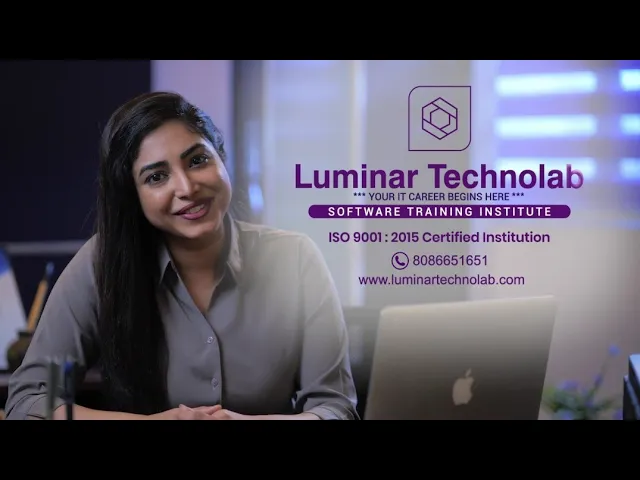 Luminar Technolab
*** YOUR IT CAREER BEGINS HERE ***
SOFTWARE TRAINING INSTITUTE
ISO 9001 : 2015 Certified Institution
8086651651
www.luminartechnolab.com